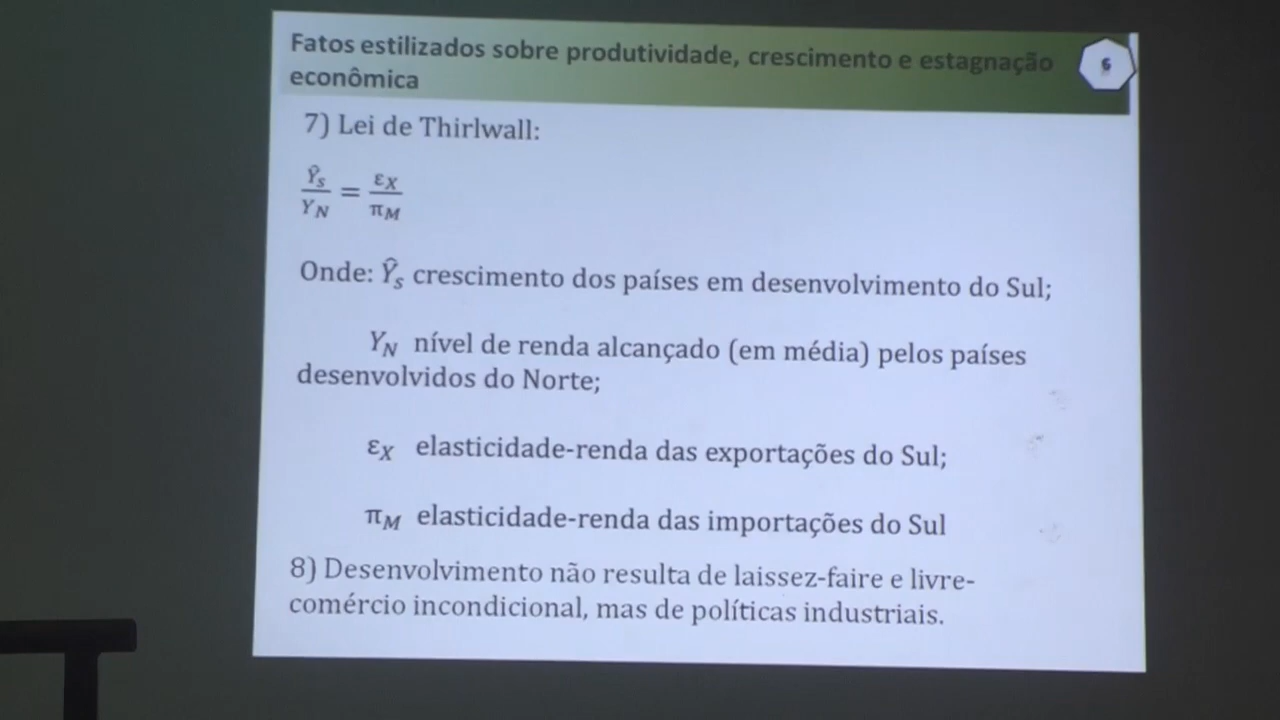 Fatos estilizados sobre produtividade, crescimento e estagnação
econômica
6
7) Lei de Thirlwall:
Ŷₛ/Y_N = ε_X/π_M
Onde: Ŷₛ crescimento dos países em desenvolvimento do Sul;
Y_N nível de renda alcançado (em média) pelos países
desenvolvidos do Norte;
ε_X elasticidade-renda das exportações do Sul;
π_M elasticidade-renda das importações do Sul
8) Desenvolvimento não resulta de laissez-faire e livre-
comércio incondicional, mas de políticas industriais.